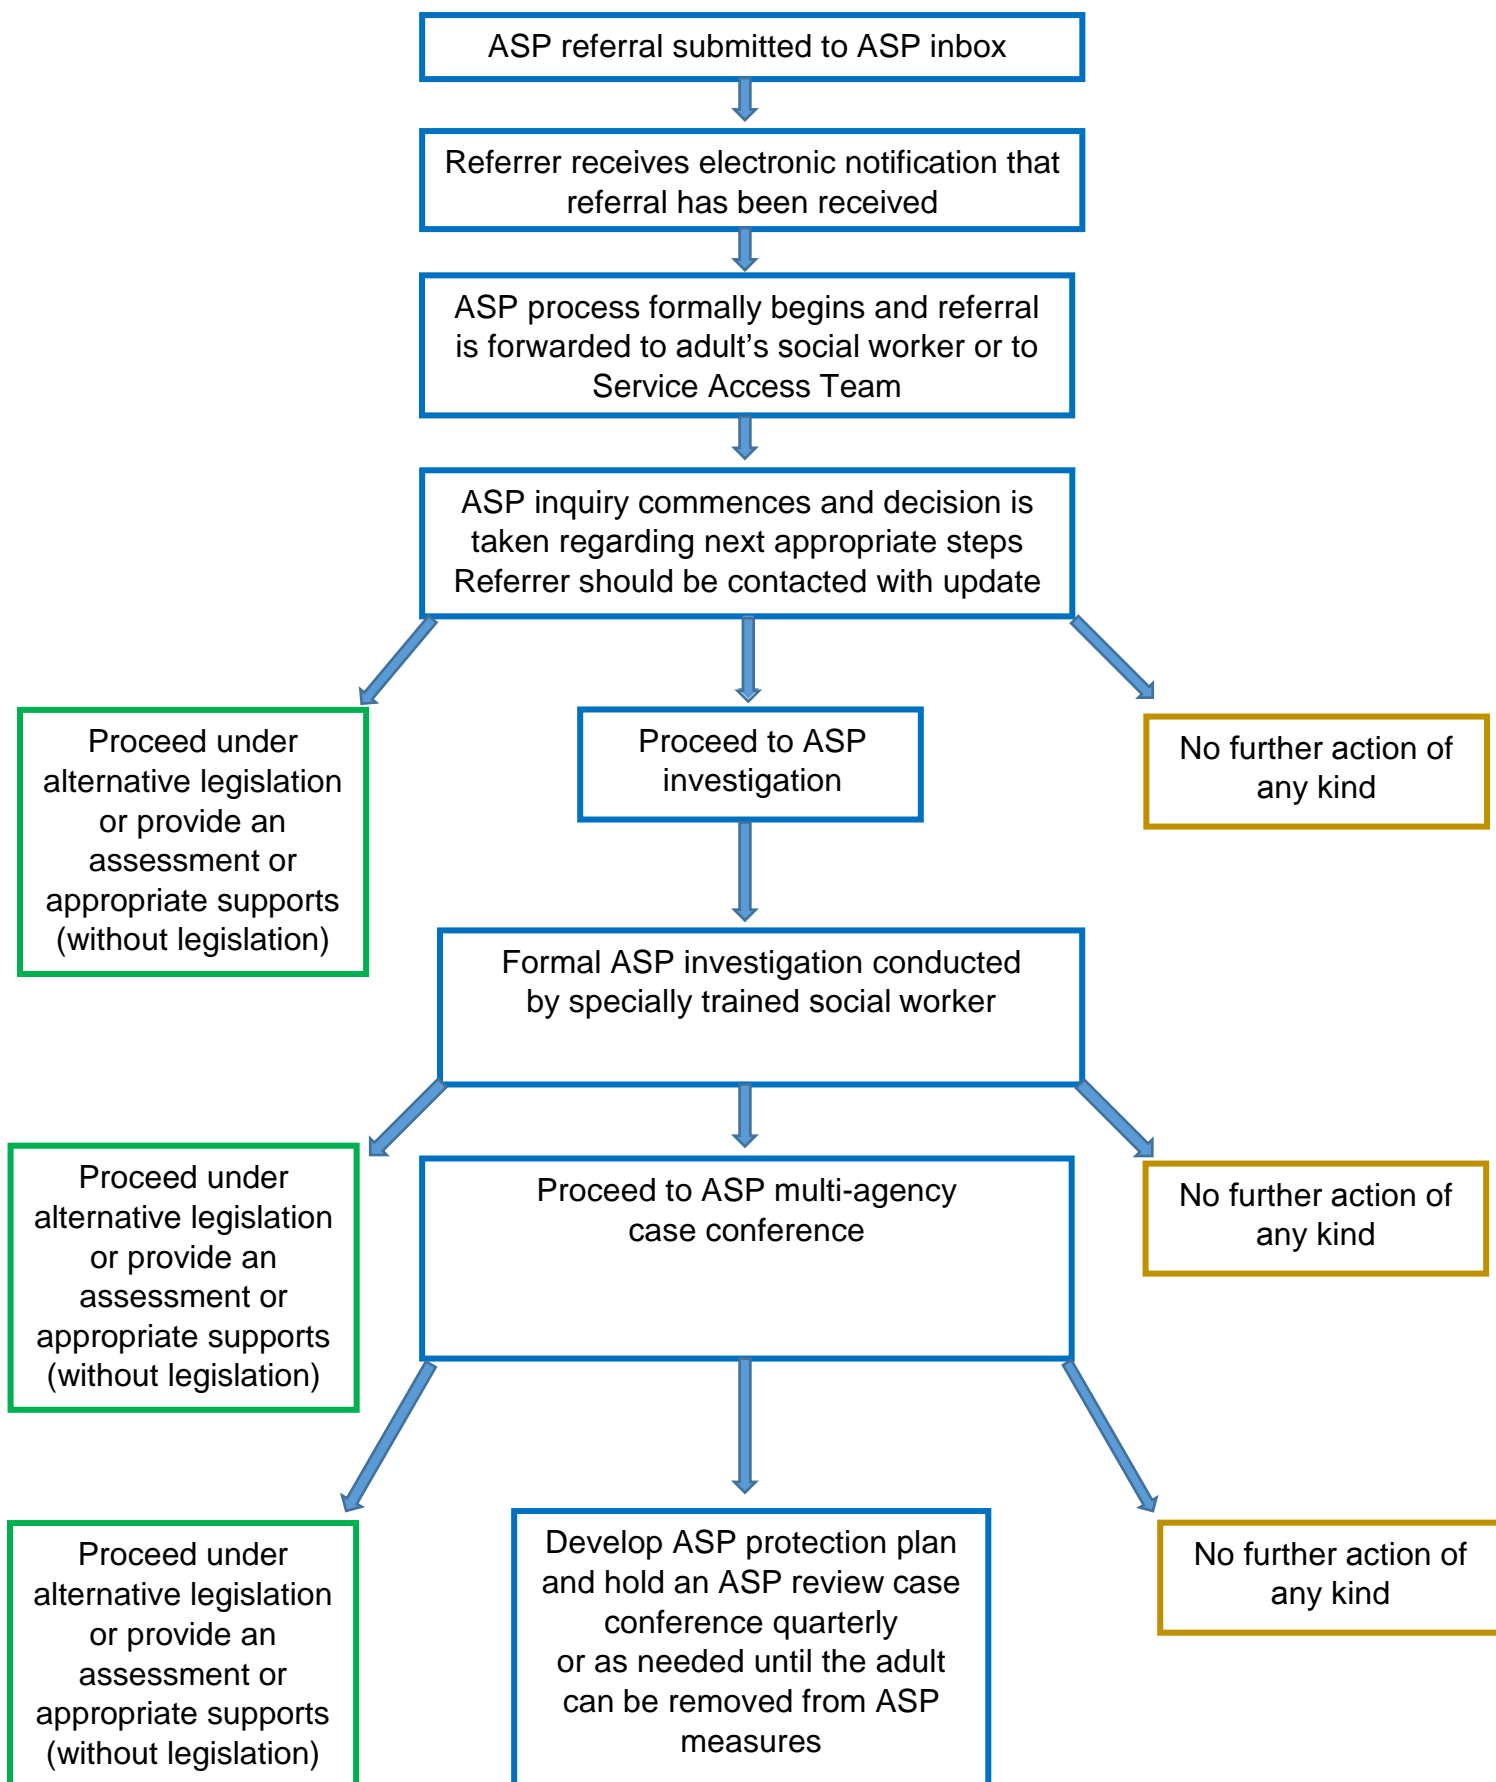 ASP referral submitted to ASP inbox
Referrer receives electronic notification that
referral has been received
ASP process formally begins and referral
is forwarded to adult’s social worker or to
Service Access Team
ASP inquiry commences and decision is
taken regarding next appropriate steps
Referrer should be contacted with update
Proceed under
alternative legislation
or provide an
assessment or
appropriate supports
(without legislation)
Proceed to ASP
investigation
No further action of
any kind
Formal ASP investigation conducted
by specially trained social worker
Proceed under
alternative legislation
or provide an
assessment or
appropriate supports
(without legislation)
Proceed to ASP multi-agency
case conference
No further action of
any kind
Proceed under
alternative legislation
or provide an
assessment or
appropriate supports
(without legislation)
Develop ASP protection plan
and hold an ASP review case
conference quarterly
or as needed until the adult
can be removed from ASP
measures
No further action of
any kind